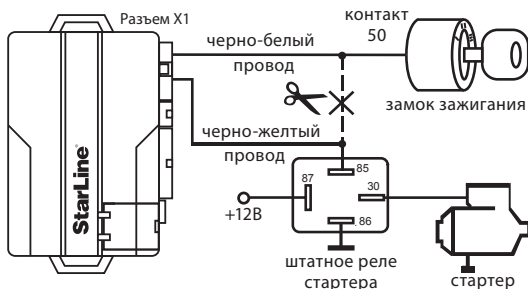 Разъем X1
черно-белый
провод
контакт
50
замок зажигания
черно-желтый
провод
StarLine
85
87
30
86
+12В
штатное реле
стартера
стартер